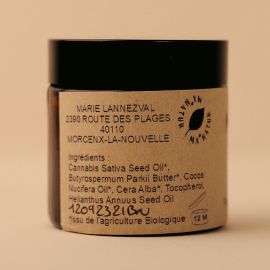 MARIE LANNEZVAL
2390 ROUTE DES PLAGES
40110
MORCENX-LA-NOUVELLE
Ingrédients :
Cannabis Sativa Seed Oil*,
Butyrospermum Parkii Butter*, Cocos
Nucifera Oil*, Cera Alba*, Tocopherol,
Helianthus Annuus Seed Oil
*Issu de l'agriculture Biologique
12 M